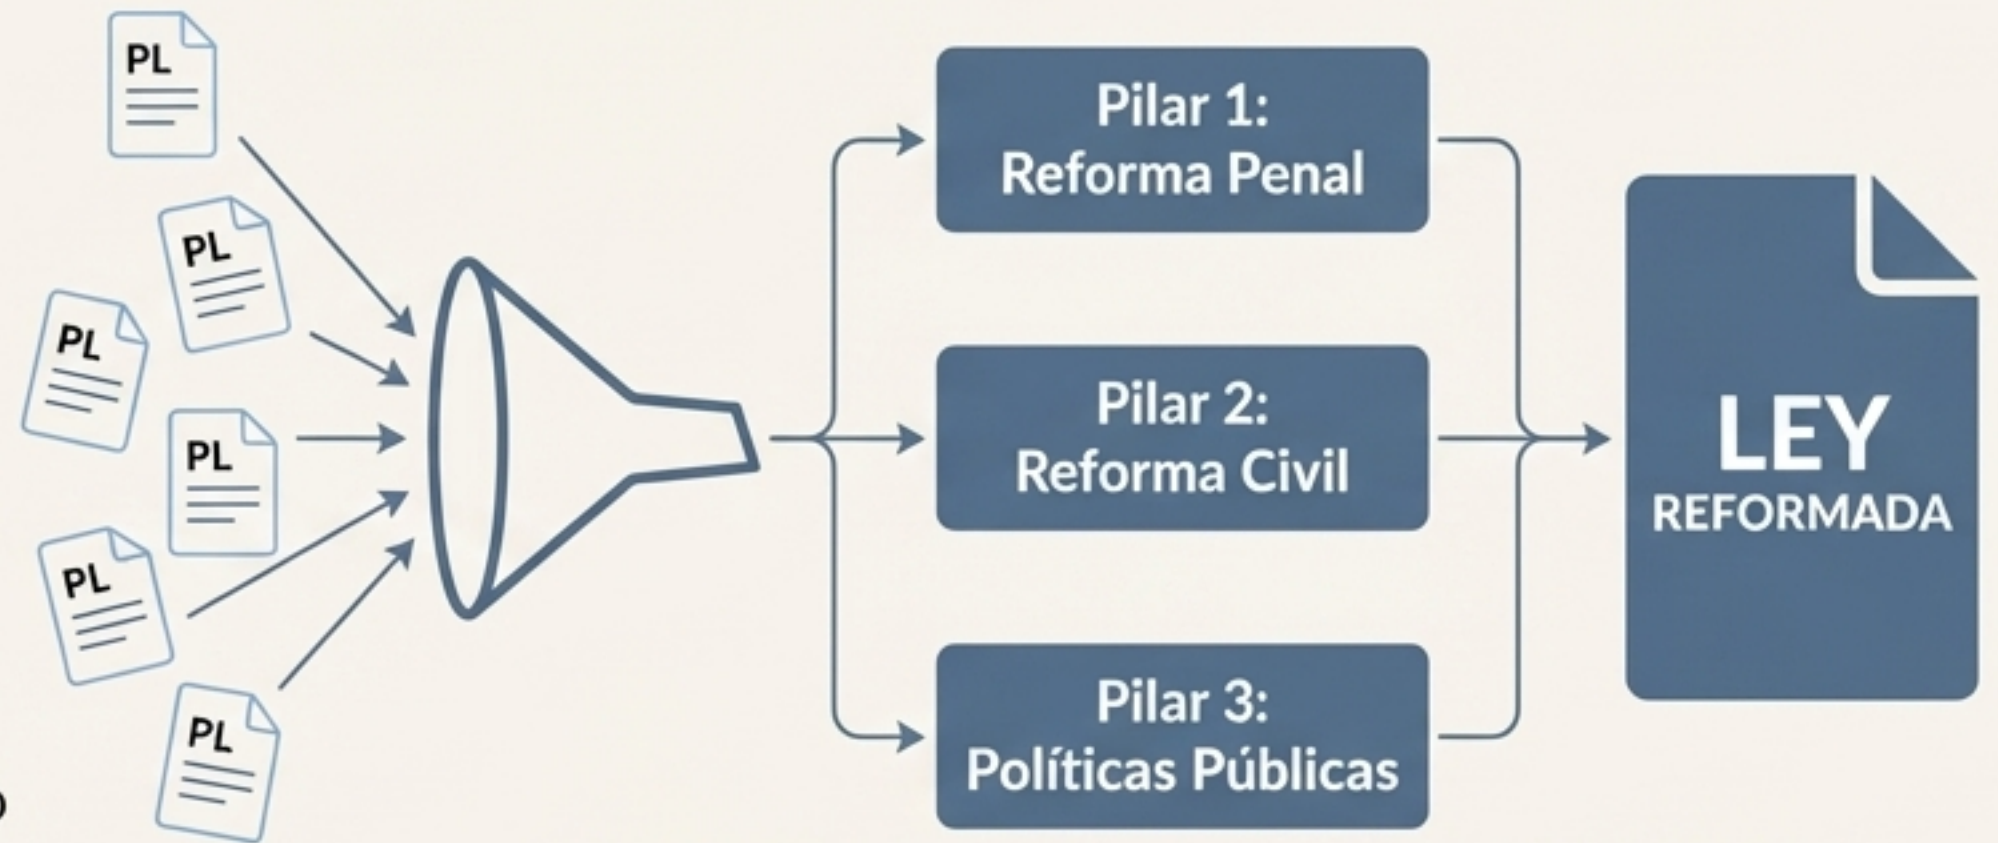 PL
PL
PL
PL
PL
PL
Pilar 1:
Reforma Penal
Pilar 2:
Reforma Civil
Pilar 3:
Políticas Públicas
LEY
REFORMADA